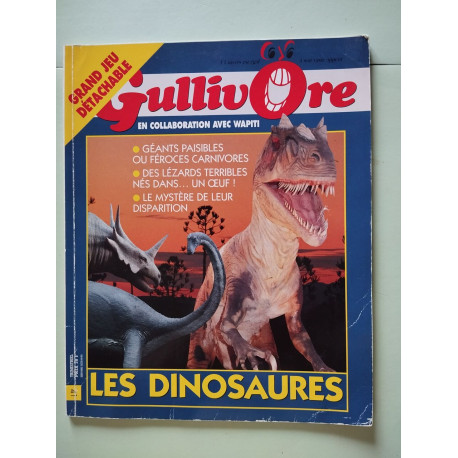 GRAND JEU
DÉTACHABLE
GullivOre
EN COLLABORATION AVEC WAPITI
GÉANTS PAISIBLES
OU FÉROCES CARNIVORES
DES LÉZARDS TERRIBLES
NÉS DANS... UN ŒUF !
LE MYSTÈRE DE LEUR
DISPARITION
TRIMESTRIEL
LES DINOSAURES